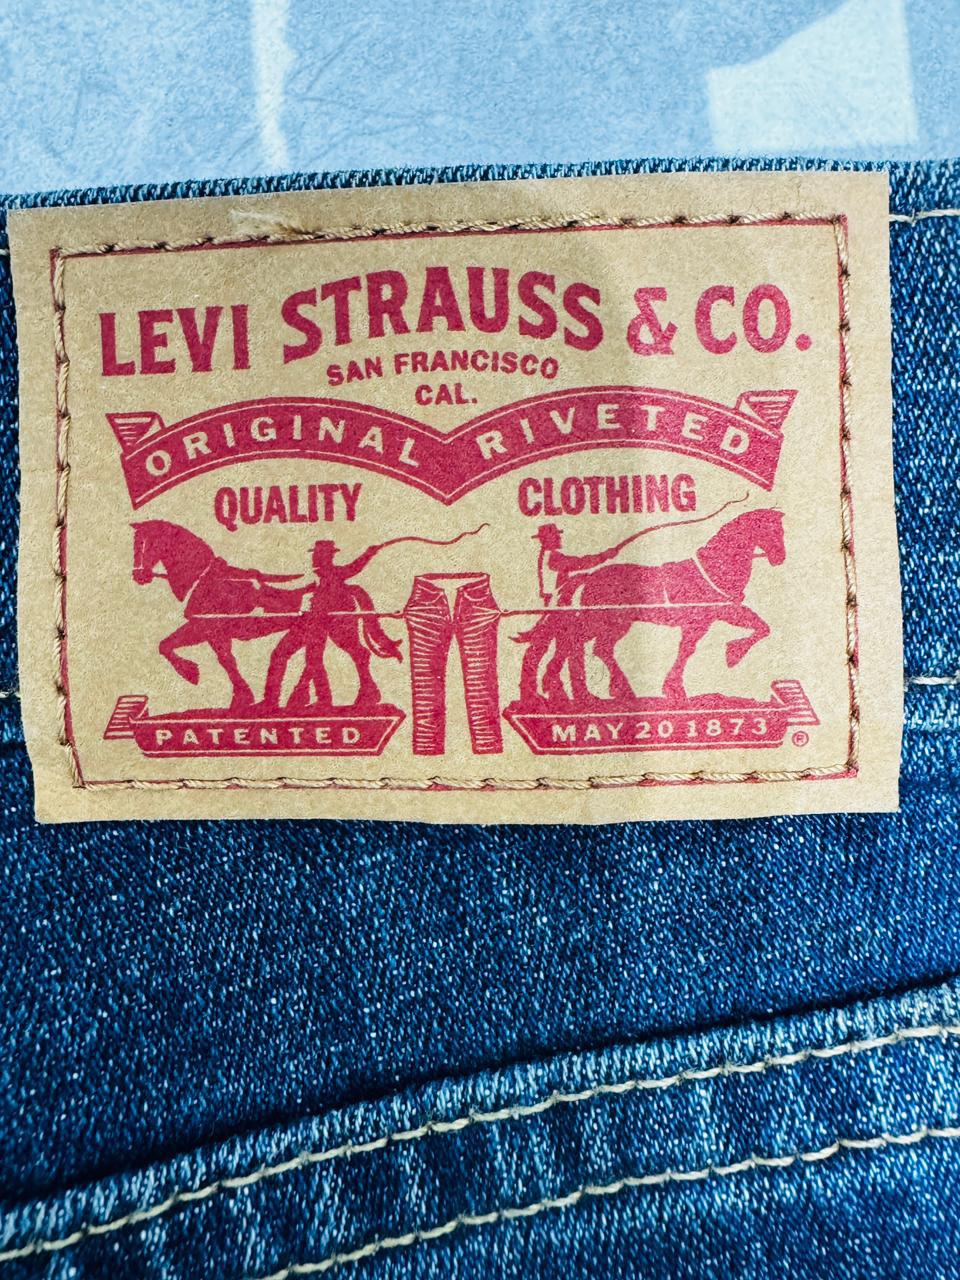 LEVI STRAUSS & CO.
SAN FRANCISCO
CAL.
ORIGINAL RIVETED
QUALITY CLOTHING
PATENTED MAY 20 1873 ®